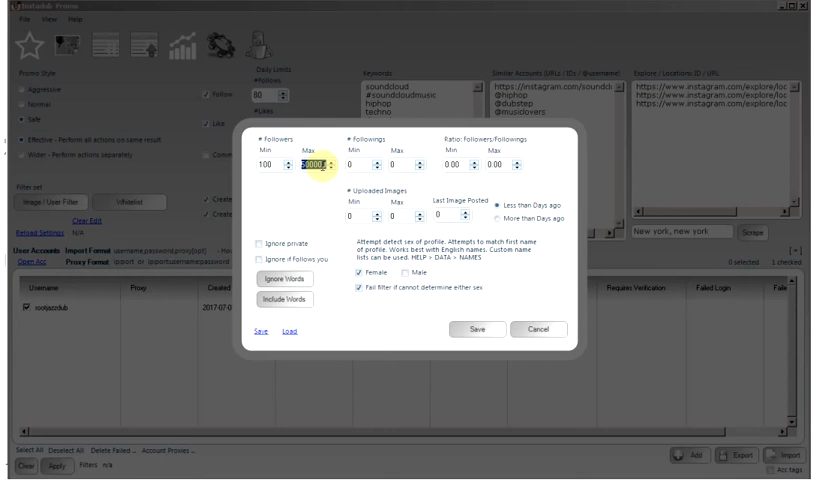 Instadub Promo
File View Help
Promo Style
Aggressive
Normal
Safe
Effective - Perform all actions on same result
Wider - Perform actions separately
Follow
Like
Comm
Create
Create
Daily Limits
#Follows
80
#Likes
Keywords
soundcloud
#soundcloudmusic
hiphop
techno
Similar Accounts (URLs / IDs / @username)
https://instagram.com/soundclo
@hiphop
@dubstep
@musiclovers
Explore / Locations ID / URL
https://www.instagram.com/explore/loc
https://www.instagram.com/explore/loc
https://www.instagram.com/explore/loc
New york, new york
Scrape
Filter set
Image / User Filter
Whitelist
Clear Edit
Reload Settings N/A
# Followers
Min Max
100
# Followings
Min Max
0 0
Ratio: Followers/Followings
Min Max
0.00 0.00
# Uploaded Images
Min Max
0 0
Last Image Posted
0
Less than Days ago
More than Days ago
Ignore private
Ignore if Follows you
Ignore Words
Include Words
Attempt detect sex of profile. Attempts to match first name
of profile. Works best with English names. Custom name
lists can be used. HELP > DATA > NAMES
Female Male
Fail filter if cannot determine either sex
Save Load
Save Cancel
User Accounts Import Format username:password:proxy[opt]
Open Acc Proxy Format ip:port or ip:port:username:password
[-]
0 selected 1 checked
Username Proxy Created Requires Verification Failed Login Faile
rootjazzdub 2017-07-0
Select All Deselect All Delete Failed .. Account Proxies ..
Clear Apply Filters n/a
Add Export Import
Acc tags